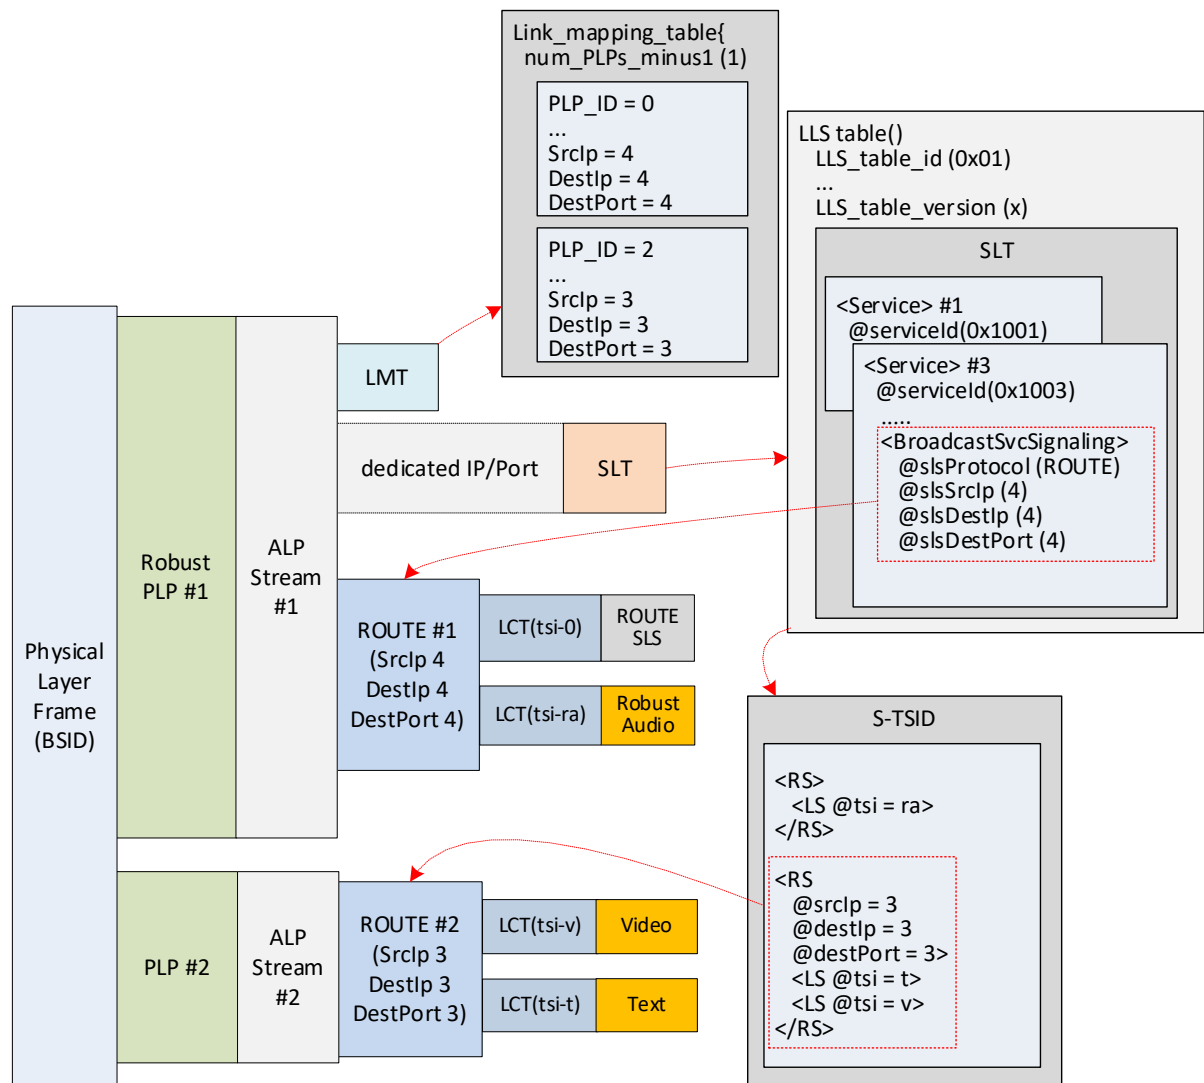 Link_mapping_table{
num_PLPs_minus1 (1)
PLP_ID = 0
...
SrcIp = 4
DestIp = 4
DestPort = 4
PLP_ID = 2
...
SrcIp = 3
DestIp = 3
DestPort = 3
LLS table()
LLS_table_id (0x01)
...
LLS_table_version (x)
SLT
<Service> #1
@serviceId(0x1001)
<Service> #3
@serviceId(0x1003)
.....
<BroadcastSvcSignaling>
@slsProtocol (ROUTE)
@slsSrcIp (4)
@slsDestIp (4)
@slsDestPort (4)
Physical
Layer
Frame
(BSID)
Robust
PLP #1
ALP
Stream
#1
LMT
dedicated IP/Port
SLT
ROUTE #1
(SrcIp 4
DestIp 4
DestPort 4)
LCT(tsi-0)
ROUTE
SLS
LCT(tsi-ra)
Robust
Audio
PLP #2
ALP
Stream
#2
ROUTE #2
(SrcIp 3
DestIp 3
DestPort 3)
LCT(tsi-v)
Video
LCT(tsi-t)
Text
S-TSID
<RS>
<LS @tsi = ra>
</RS>
<RS
@srcIp = 3
@destIp = 3
@destPort = 3>
<LS @tsi = t>
<LS @tsi = v>
</RS>